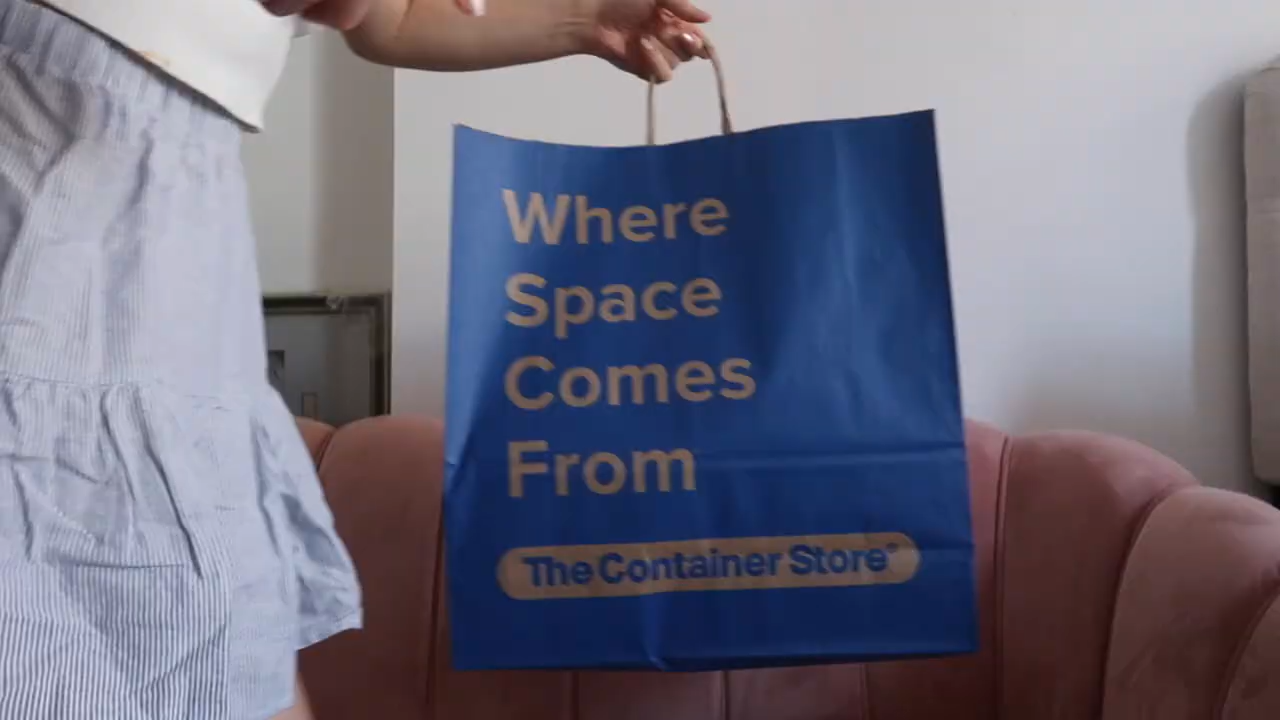 Where
Space
Comes
From
The Container Store®